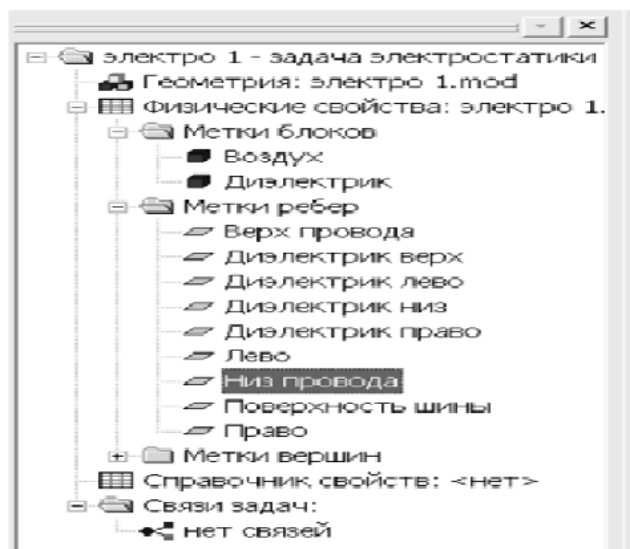 электро 1 - задача электростатики
Геометрия: электро 1.mod
Физические свойства: электро 1.
Метки блоков
Воздух
Диэлектрик
Метки ребер
Верх провода
Диэлектрик верх
Диэлектрик лево
Диэлектрик низ
Диэлектрик право
Лево
Низ провода
Поверхность шины
Право
Метки вершин
Справочник свойств: <нет>
Связи задач:
нет связей